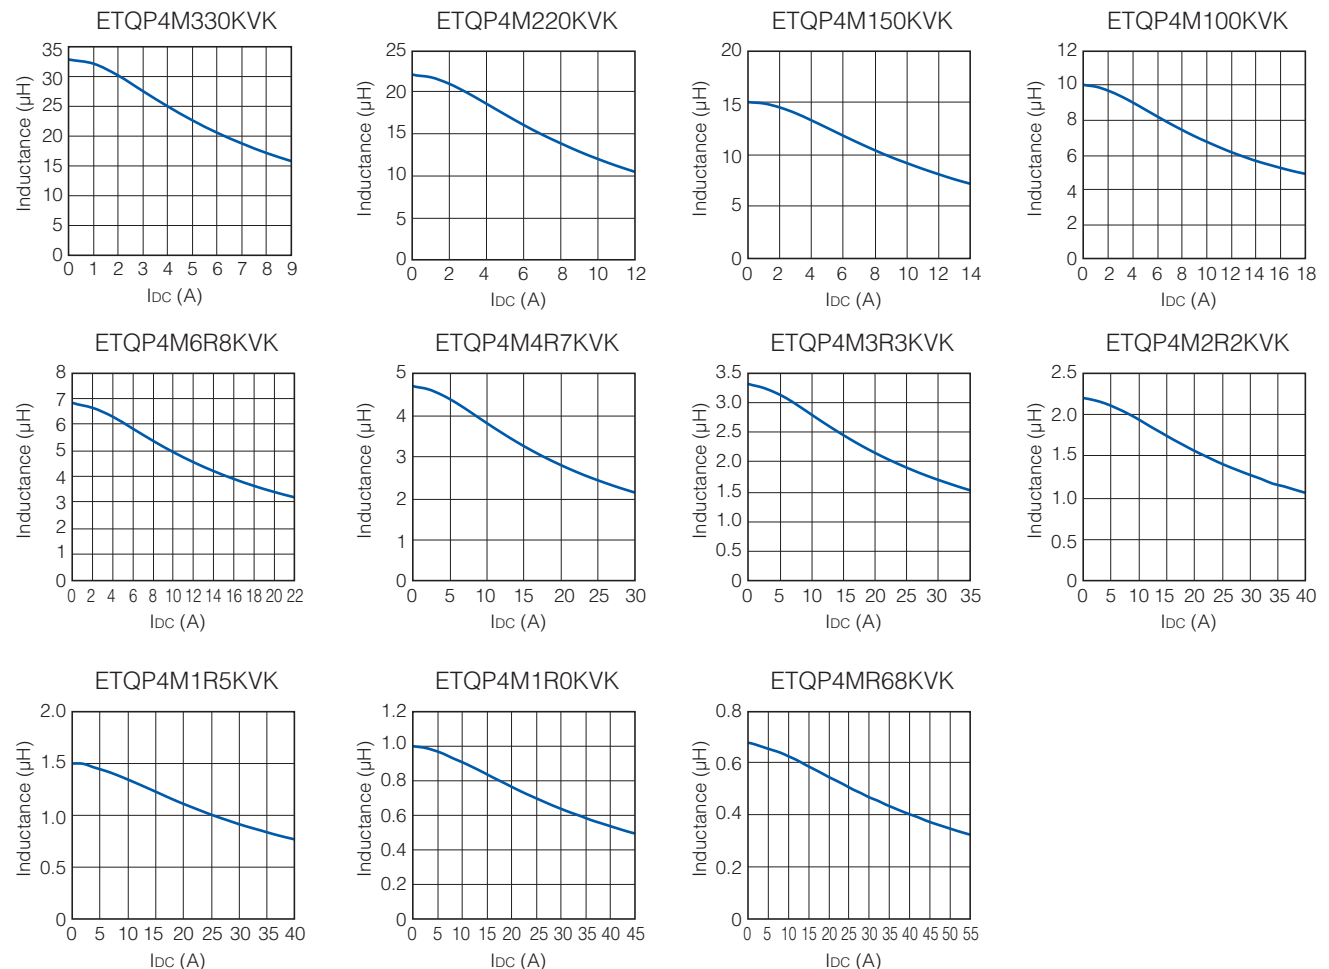 ETQP4M330KVK
Inductance (µH)
35
30
25
20
15
10
5
0
0 1 2 3 4 5 6 7 8 9
IDC (A)
ETQP4M220KVK
Inductance (µH)
25
20
15
10
5
0
0 2 4 6 8 10 12
IDC (A)
ETQP4M150KVK
Inductance (µH)
20
15
10
5
0
0 2 4 6 8 10 12 14
IDC (A)
ETQP4M100KVK
Inductance (µH)
12
10
8
6
4
2
0
0 2 4 6 8 10 12 14 16 18
IDC (A)
ETQP4M6R8KVK
Inductance (µH)
8
7
6
5
4
3
2
1
0
0 2 4 6 8 10 12 14 16 18 20 22
IDC (A)
ETQP4M4R7KVK
Inductance (µH)
5
4
3
2
1
0
0 5 10 15 20 25 30
IDC (A)
ETQP4M3R3KVK
Inductance (µH)
3.5
3.0
2.5
2.0
1.5
1.0
0.5
0
0 5 10 15 20 25 30 35
IDC (A)
ETQP4M2R2KVK
Inductance (µH)
2.5
2.0
1.5
1.0
0.5
0
0 5 10 15 20 25 30 35 40
IDC (A)
ETQP4M1R5KVK
Inductance (µH)
2.0
1.5
1.0
0.5
0
0 5 10 15 20 25 30 35 40
IDC (A)
ETQP4M1R0KVK
Inductance (µH)
1.2
1.0
0.8
0.6
0.4
0.2
0
0 5 10 15 20 25 30 35 40 45
IDC (A)
ETQP4MR68KVK
Inductance (µH)
0.8
0.6
0.4
0.2
0
0 5 10 15 20 25 30 35 40 45 50 55
IDC (A)